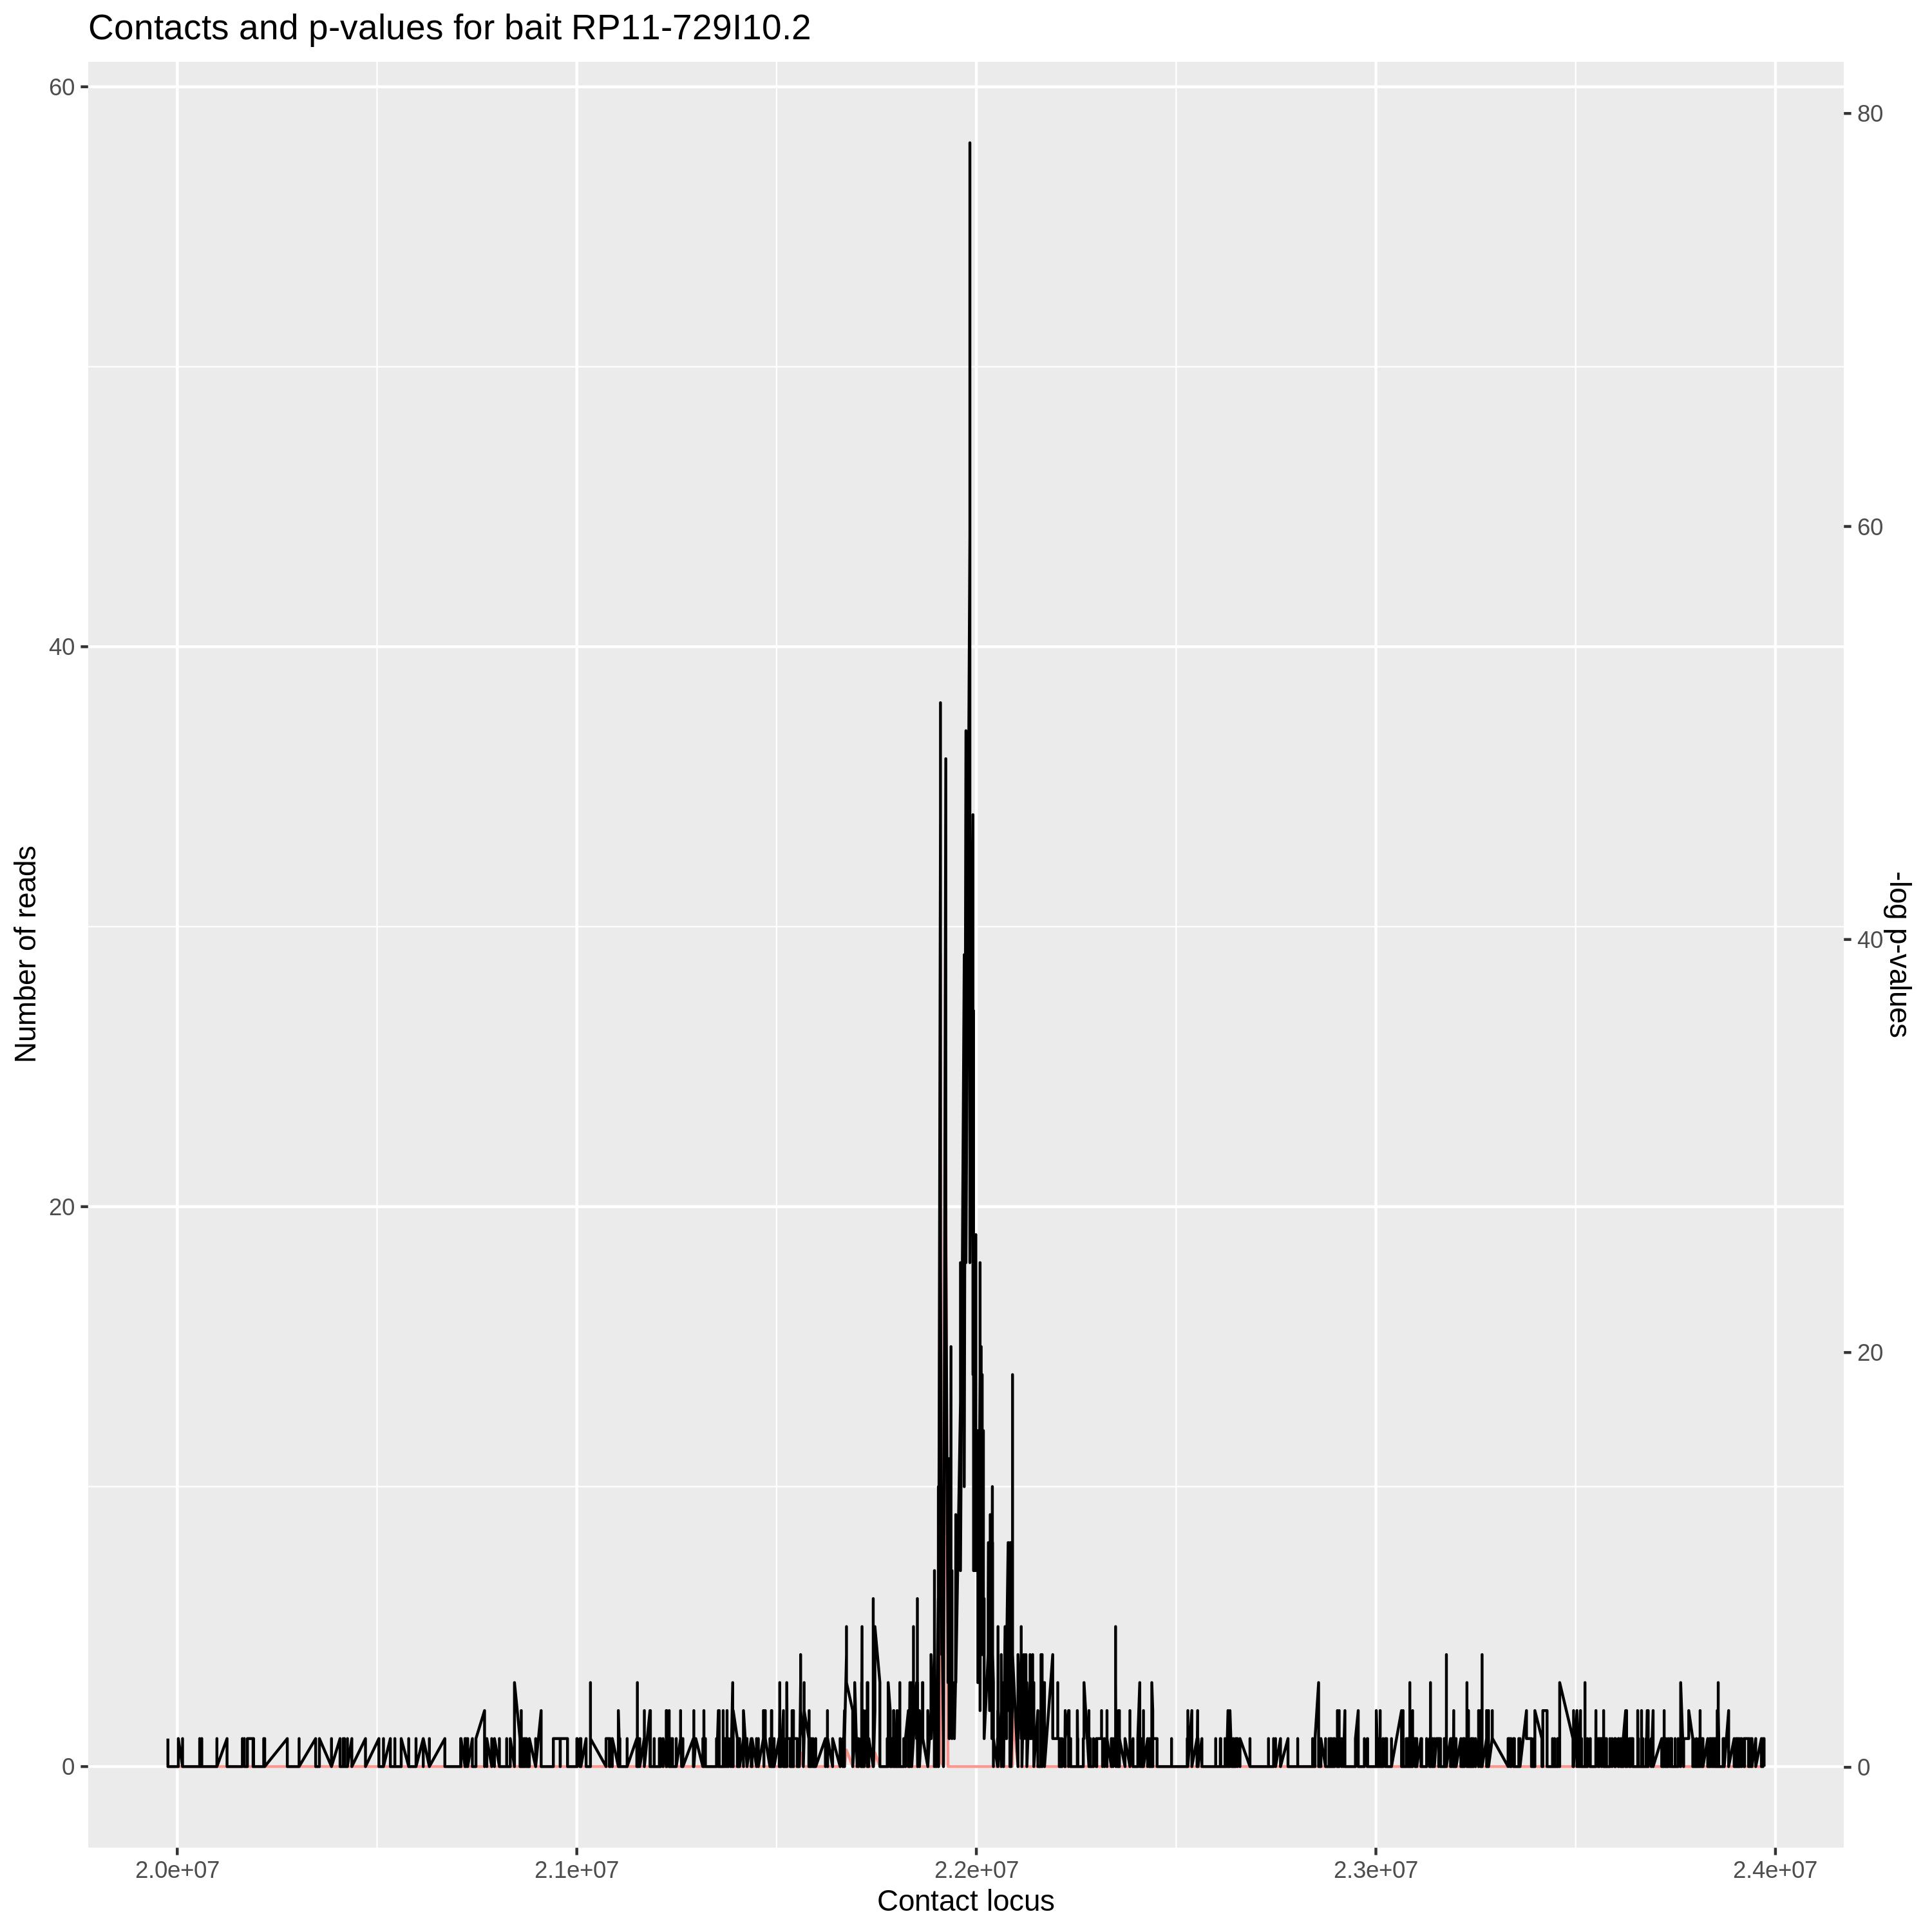 Contacts and p-values for bait RP11-729I10.2
60
40
20
0
Number of reads
80
60
40
20
0
-log p-values
2.0e+07 2.1e+07 2.2e+07 2.3e+07 2.4e+07
Contact locus